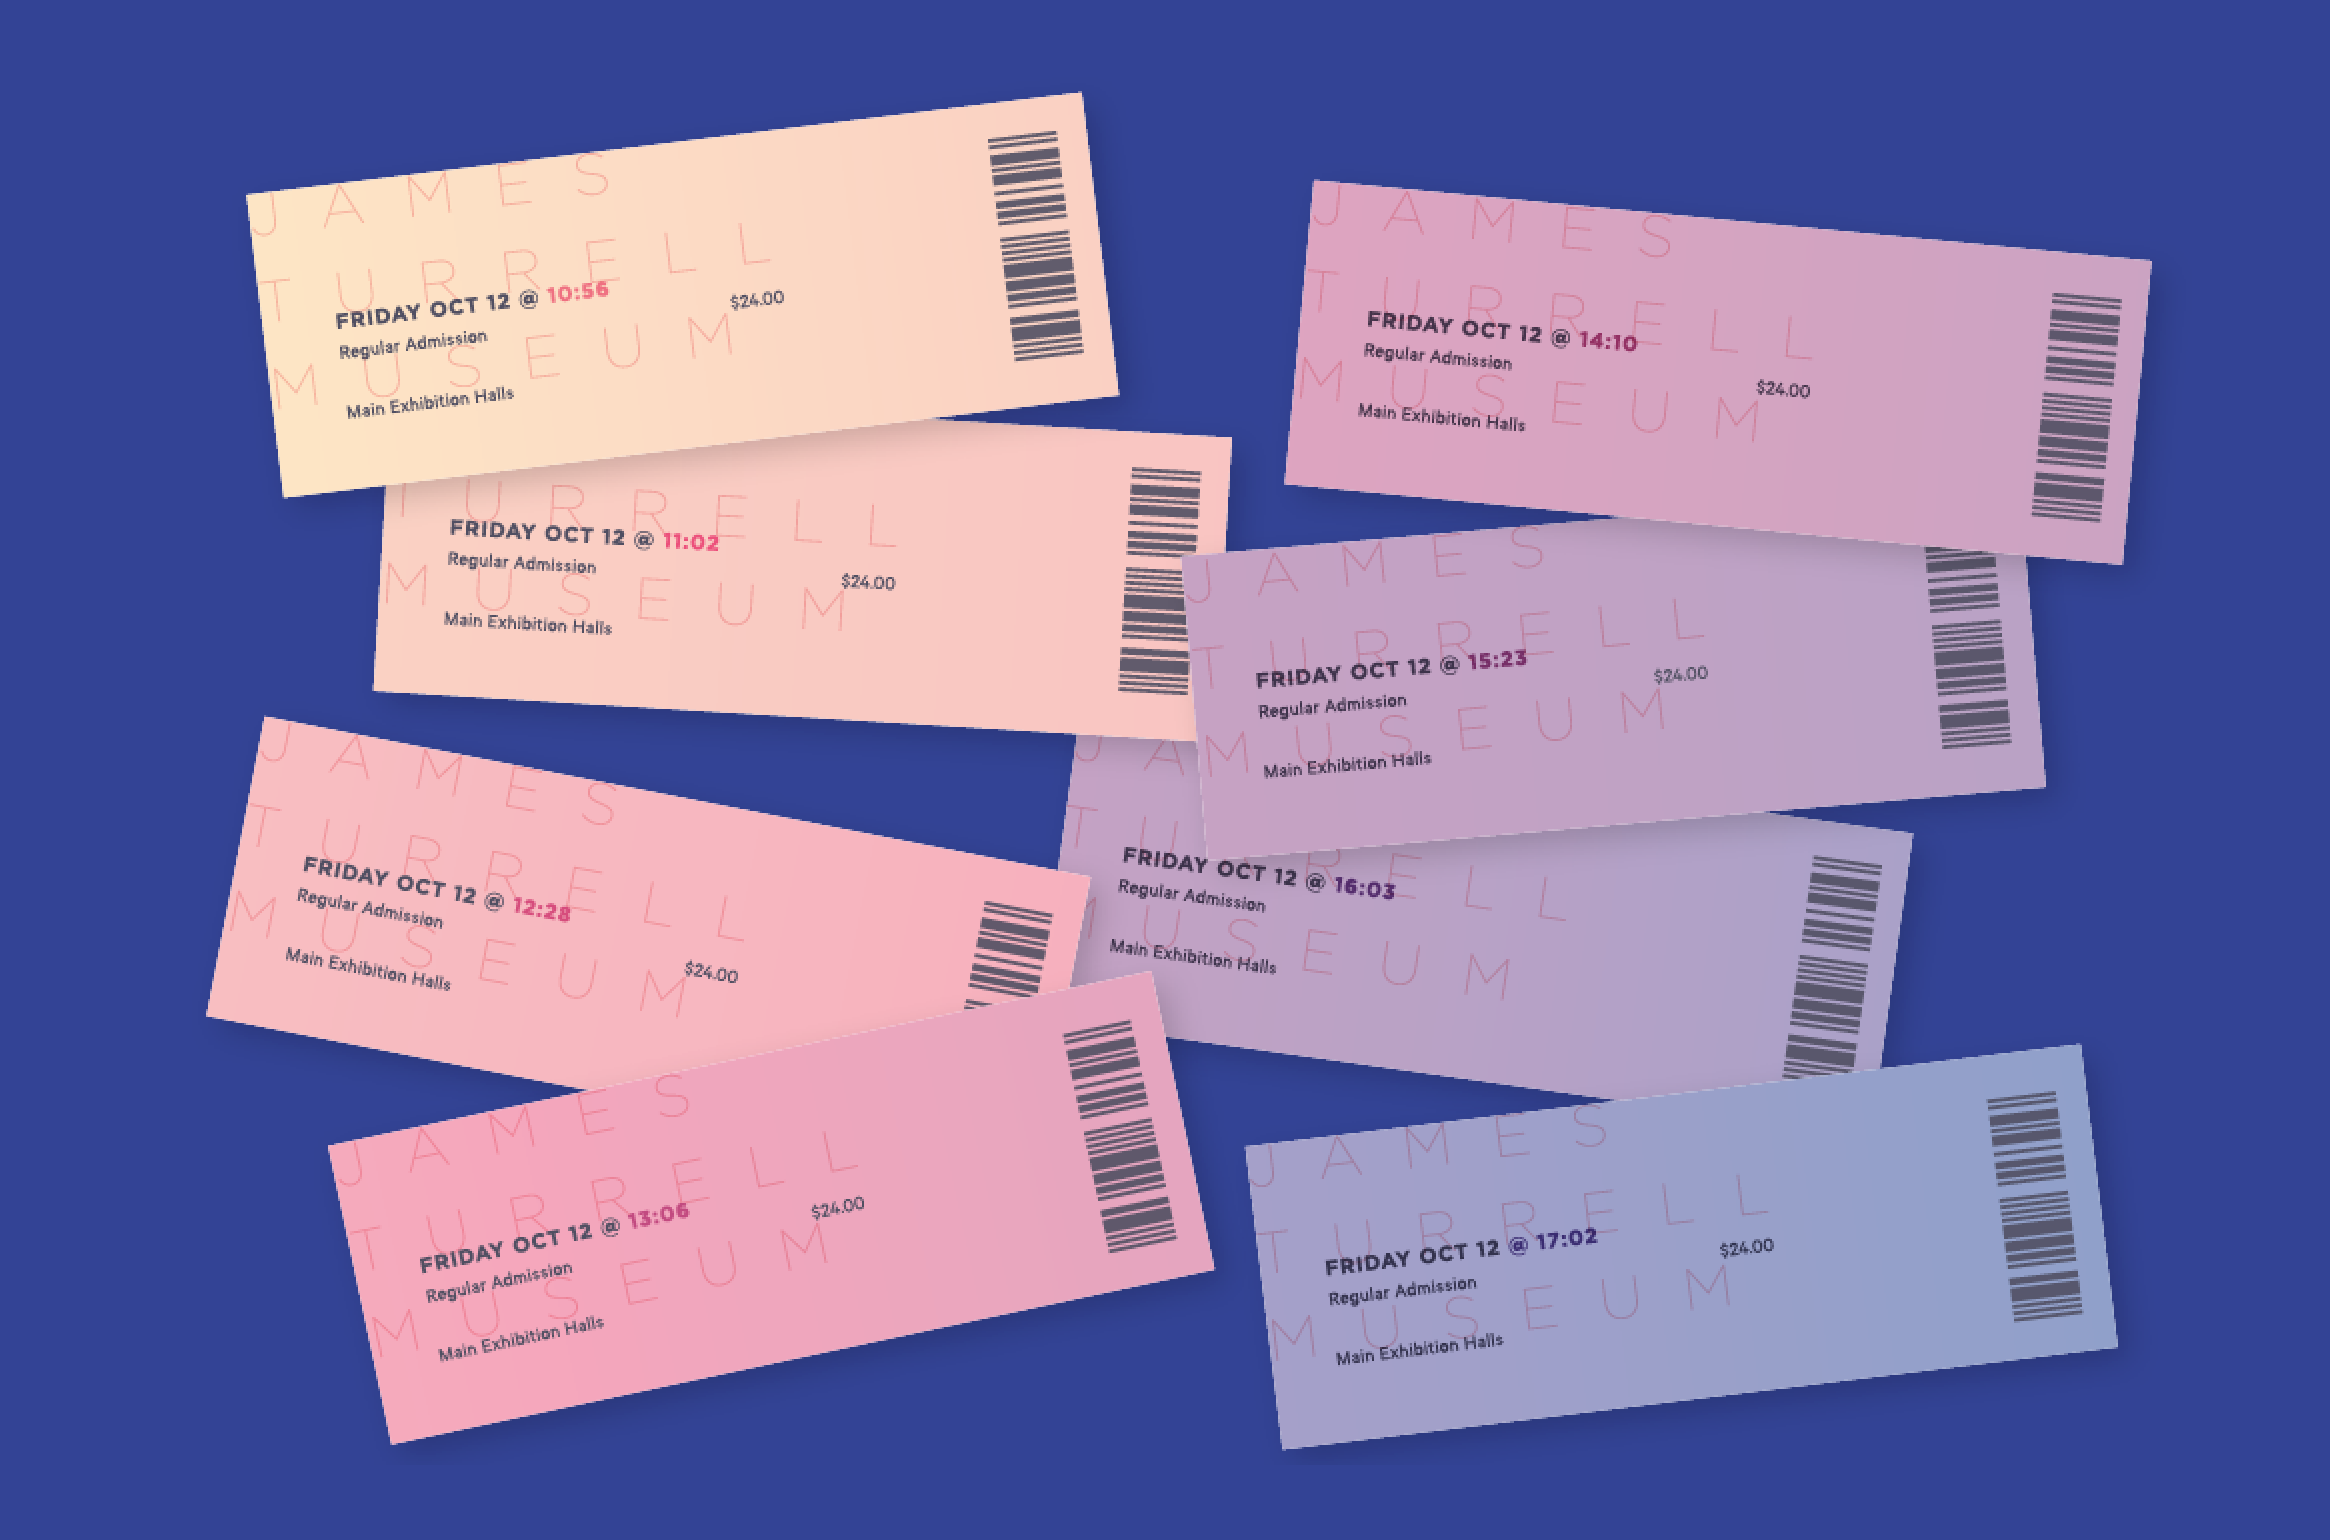 JAMES
TURRELL
MUSEUM
FRIDAY OCT 12 @ 10:56
Regular Admission
$24.00
Main Exhibition Halls
TURRELL
MUSEUM
FRIDAY OCT 12 @ 11:02
Regular Admission
$24.00
Main Exhibition Halls
JAMES
TURRELL
MUSEUM
FRIDAY OCT 12 @ 12:28
Regular Admission
$24.00
Main Exhibition Halls
JAMES
TURRELL
MUSEUM
FRIDAY OCT 12 @ 13:06
Regular Admission
$24.00
Main Exhibition Halls
JAMES
TURRELL
MUSEUM
FRIDAY OCT 12 @ 14:10
Regular Admission
$24.00
Main Exhibition Halls
JAMES
TURRELL
MUSEUM
FRIDAY OCT 12 @ 15:23
Regular Admission
$24.00
Main Exhibition Halls
JA
TURRELL
MUSEUM
FRIDAY OCT 12 @ 16:03
Regular Admission
Main Exhibition Halls
JAMES
TURRELL
MUSEUM
FRIDAY OCT 12 @ 17:02
Regular Admission
$24.00
Main Exhibition Halls